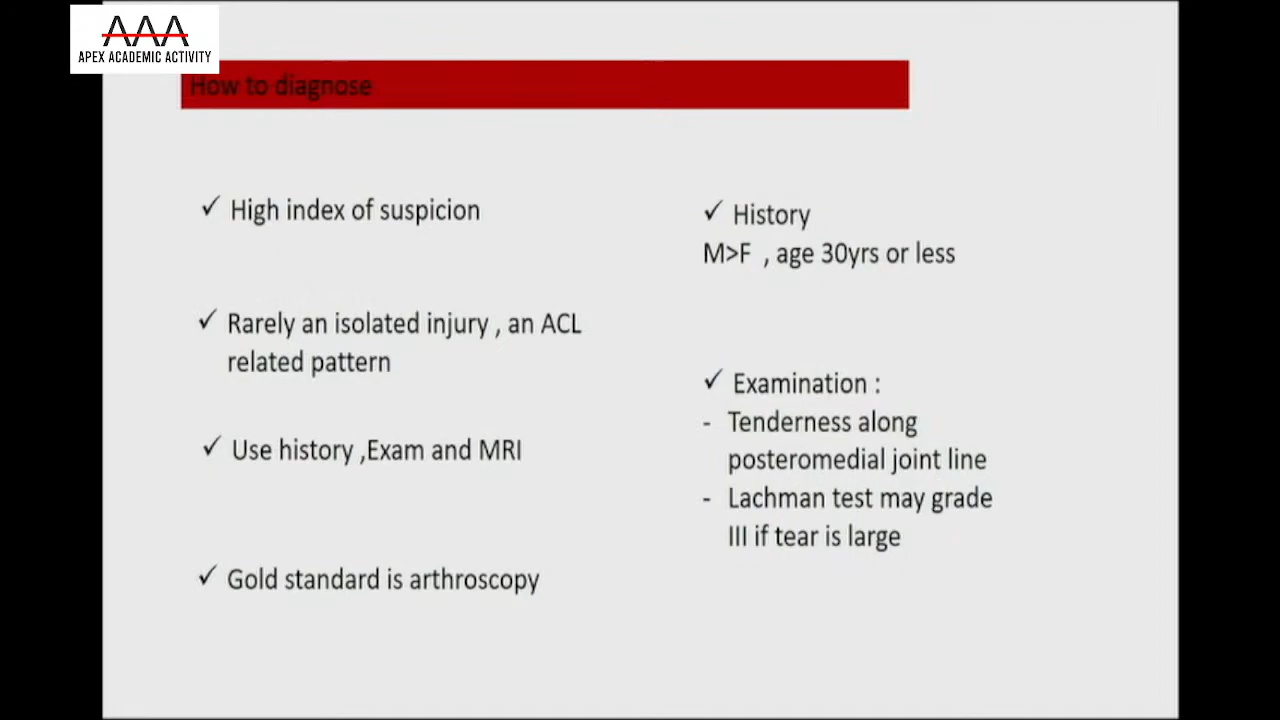 AAA
APEX ACADEMIC ACTIVITY
How to diagnose
✓ High index of suspicion
✓ Rarely an isolated injury , an ACL
related pattern
✓ Use history ,Exam and MRI
✓ Gold standard is arthroscopy
✓ History
M>F , age 30yrs or less
✓ Examination :
- Tenderness along
posteromedial joint line
- Lachman test may grade
III if tear is large